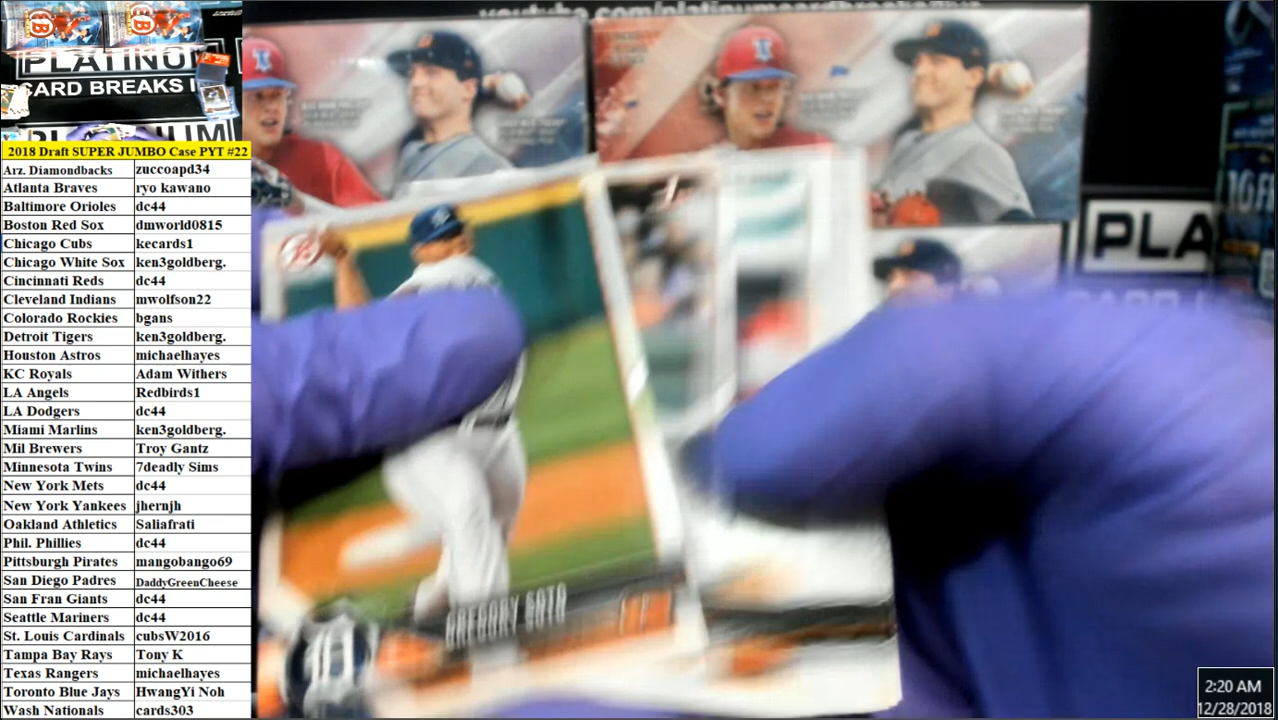 youtube.com/platinumcardbreaks
PLATINUM
CARD BREAKS I
PLATINUM
2018 Draft SUPER JUMBO Case PYT #22
Arz. Diamondbacks zuccoapd34
Atlanta Braves ryo kawano
Baltimore Orioles dc44
Boston Red Sox dmworld0815
Chicago Cubs kecards1
Chicago White Sox ken3goldberg.
Cincinnati Reds dc44
Cleveland Indians mwolfson22
Colorado Rockies bgans
Detroit Tigers ken3goldberg.
Houston Astros michaelhayes
KC Royals Adam Withers
LA Angels Redbirds1
LA Dodgers dc44
Miami Marlins ken3goldberg.
Mil Brewers Troy Gantz
Minnesota Twins 7deadly Sims
New York Mets dc44
New York Yankees jhernjh
Oakland Athletics Saliafrati
Phil. Phillies dc44
Pittsburgh Pirates mangobango69
San Diego Padres DaddyGreenCheese
San Fran Giants dc44
Seattle Mariners dc44
St. Louis Cardinals cubsW2016
Tampa Bay Rays Tony K
Texas Rangers michaelhayes
Toronto Blue Jays HwangYi Noh
Wash Nationals cards303
PLA
GREGORY SOTO
2:20 AM
12/28/2018